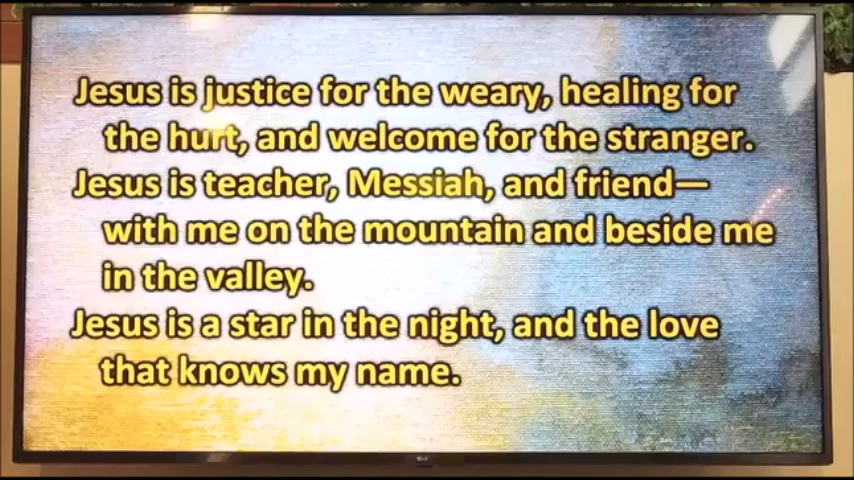 Jesus is justice for the weary, healing for
the hurt, and welcome for the stranger.
Jesus is teacher, Messiah, and friend—
with me on the mountain and beside me
in the valley.
Jesus is a star in the night, and the love
that knows my name.
LG